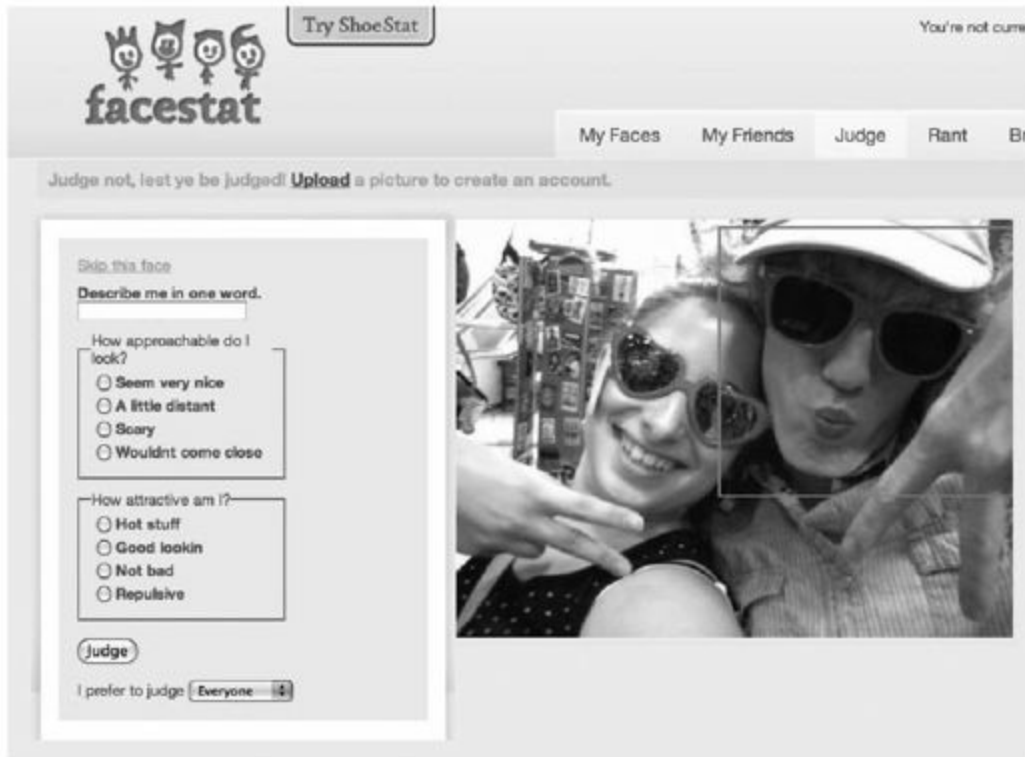 Try ShoeStat
You're not curre
facestat
My Faces My Friends Judge Rant B
Judge not, lest ye be judged! Upload a picture to create an account.
Skip this face
Describe me in one word.
How approachable do I
look?
Seem very nice
A little distant
Scary
Wouldnt come close
How attractive am I?
Hot stuff
Good lookin
Not bad
Repulsive
Judge
I prefer to judge Everyone